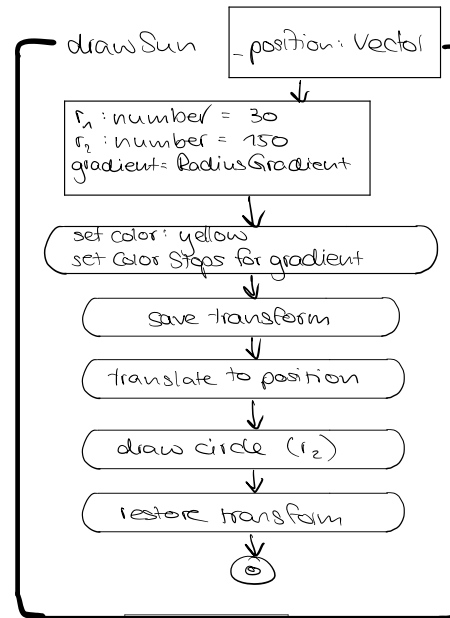 drawSun
_position: Vector
r1: number = 30
r2: number = 150
gradient= RadiusGradient
set color: yellow
set Color Stops for gradient
save transform
translate to position
draw circle (r2)
restore transform